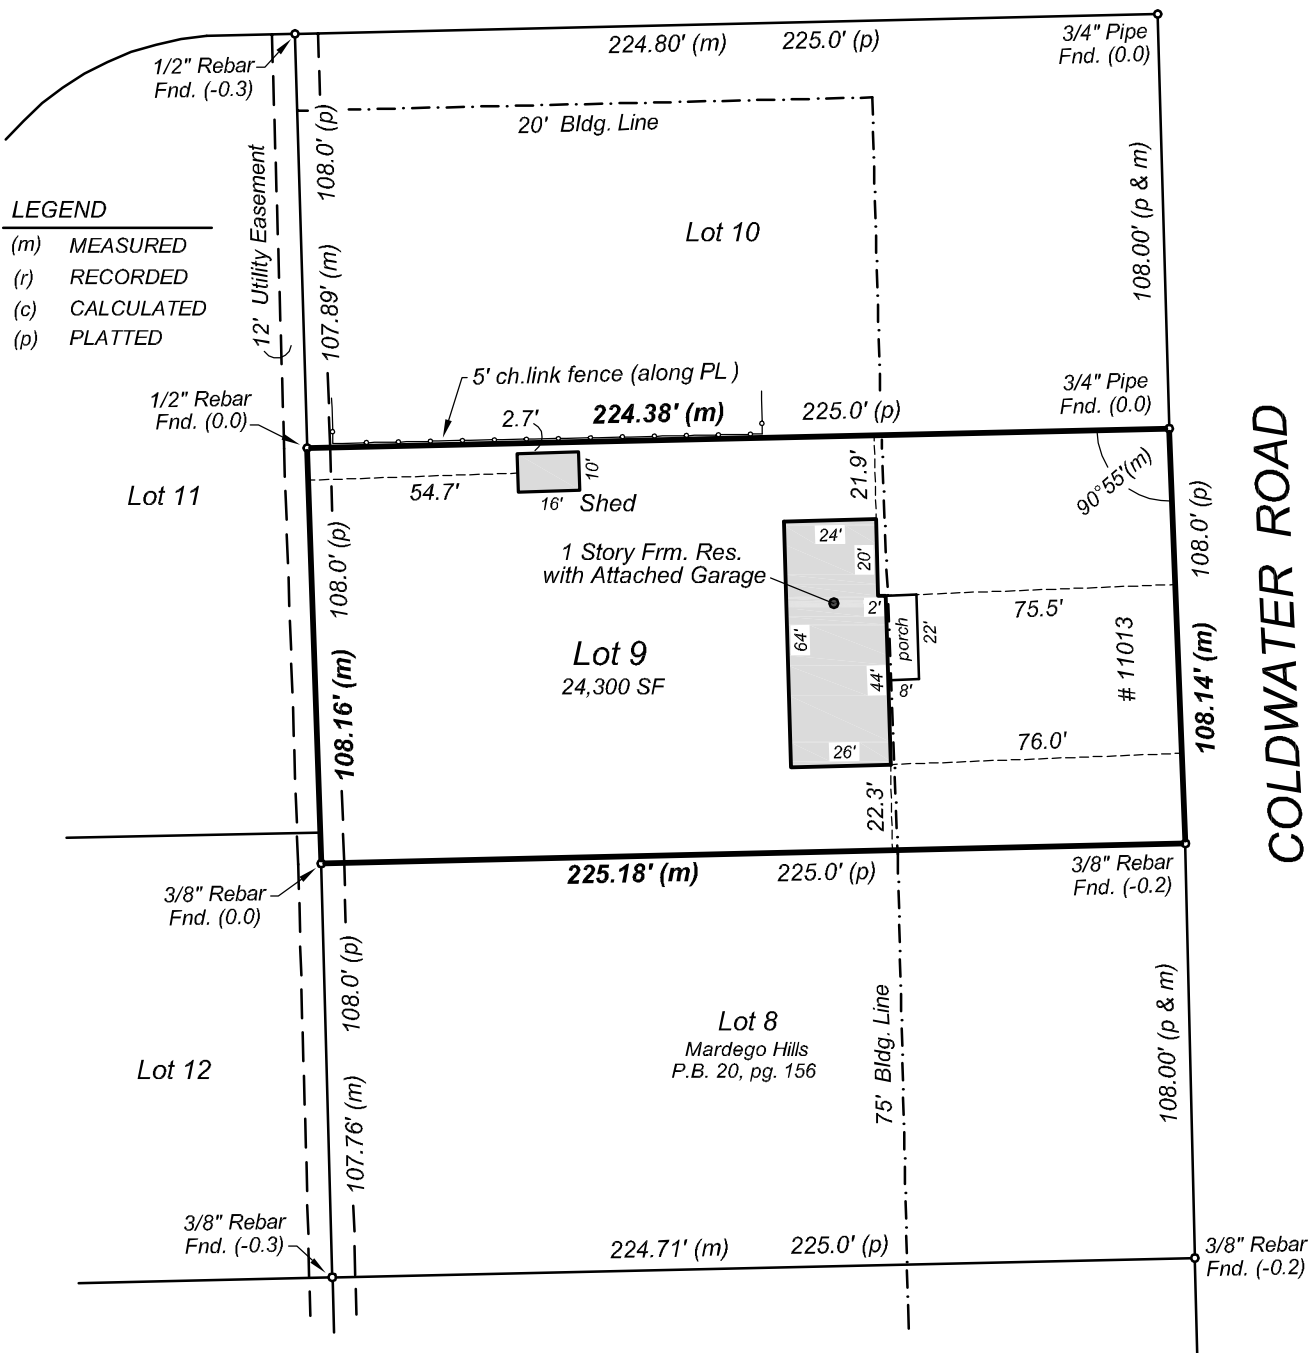 224.80' (m)
225.0' (p)
3/4" Pipe
Fnd. (0.0)
1/2" Rebar
Fnd. (-0.3)
20' Bldg. Line
108.0' (p)
12' Utility Easement
108.00' (p & m)
LEGEND
(m) MEASURED
(r) RECORDED
(c) CALCULATED
(p) PLATTED
Lot 10
107.89' (m)
5' ch.link fence (along PL)
3/4" Pipe
Fnd. (0.0)
1/2" Rebar
Fnd. (0.0)
2.7'
224.38' (m)
225.0' (p)
COLDWATER ROAD
Lot 11
54.7'
10'
16'
Shed
21.9'
90°55'(m)
108.0' (p)
108.0' (p)
24'
20'
1 Story Frm. Res.
with Attached Garage
2'
75.5'
64'
porch
22'
Lot 9
24,300 SF
44'
8'
# 11013
108.14' (m)
108.16' (m)
26'
76.0'
22.3'
225.18' (m)
225.0' (p)
3/8" Rebar
Fnd. (-0.2)
3/8" Rebar
Fnd. (0.0)
108.0' (p)
108.00' (p & m)
Lot 8
Mardego Hills
P.B. 20, pg. 156
75' Bldg. Line
Lot 12
107.76' (m)
3/8" Rebar
Fnd. (-0.3)
224.71' (m)
225.0' (p)
3/8" Rebar
Fnd. (-0.2)